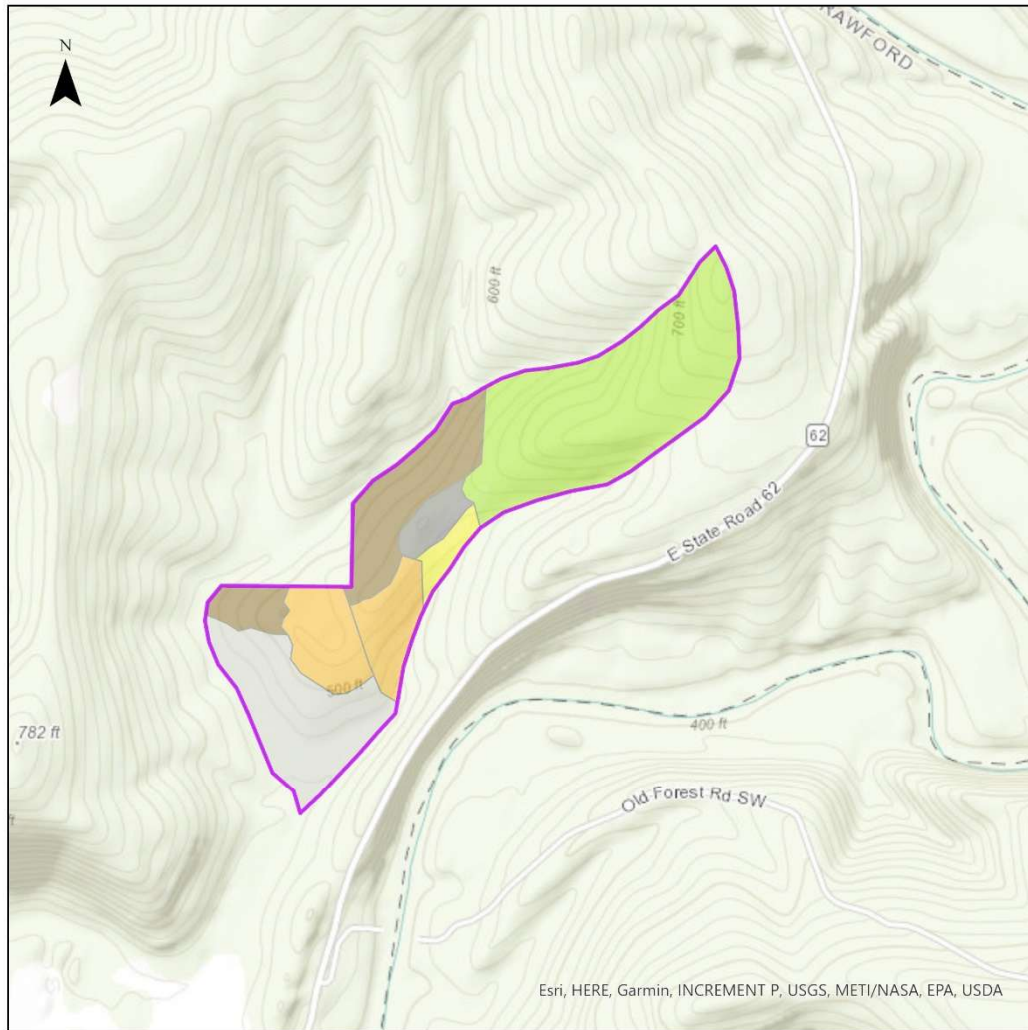 N
RAWFORD
600 ft
700 ft
62
E State Road 62
500 ft
782 ft
400 ft
Old Forest Rd SW
ft
Esri, HERE, Garmin, INCREMENT P, USGS, METI/NASA, EPA, USDA